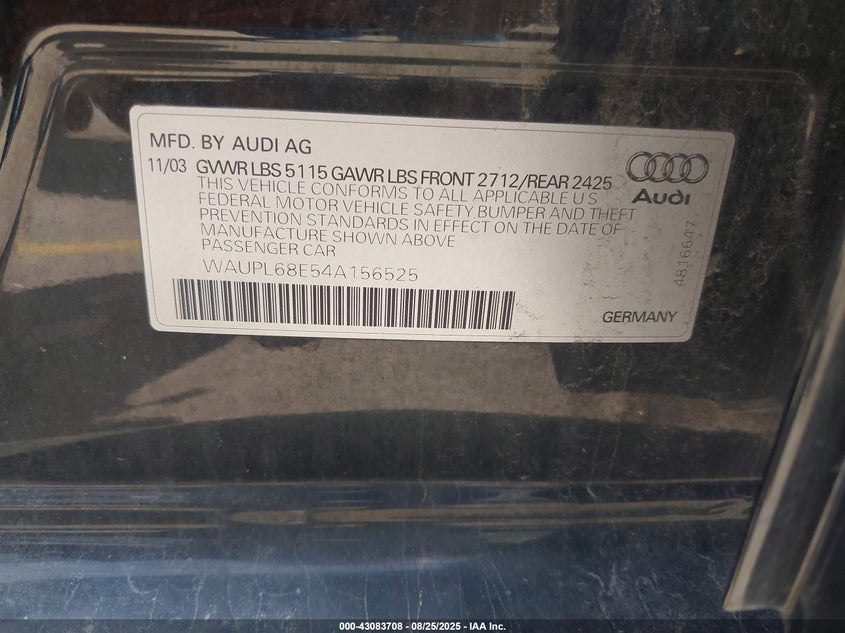 MFD. BY AUDI AG
11/03 GVWR LBS 5115 GAWR LBS FRONT 2712/REAR 2425
THIS VEHICLE CONFORMS TO ALL APPLICABLE U S
FEDERAL MOTOR VEHICLE SAFETY BUMPER AND THEFT
PREVENTION STANDARDS IN EFFECT ON THE DATE OF
MANUFACTURE SHOWN ABOVE
PASSENGER CAR
WAUPL68E54A156525
Audi
4816647
GERMANY
000-43083708 - 08/25/2025 - IAA Inc.